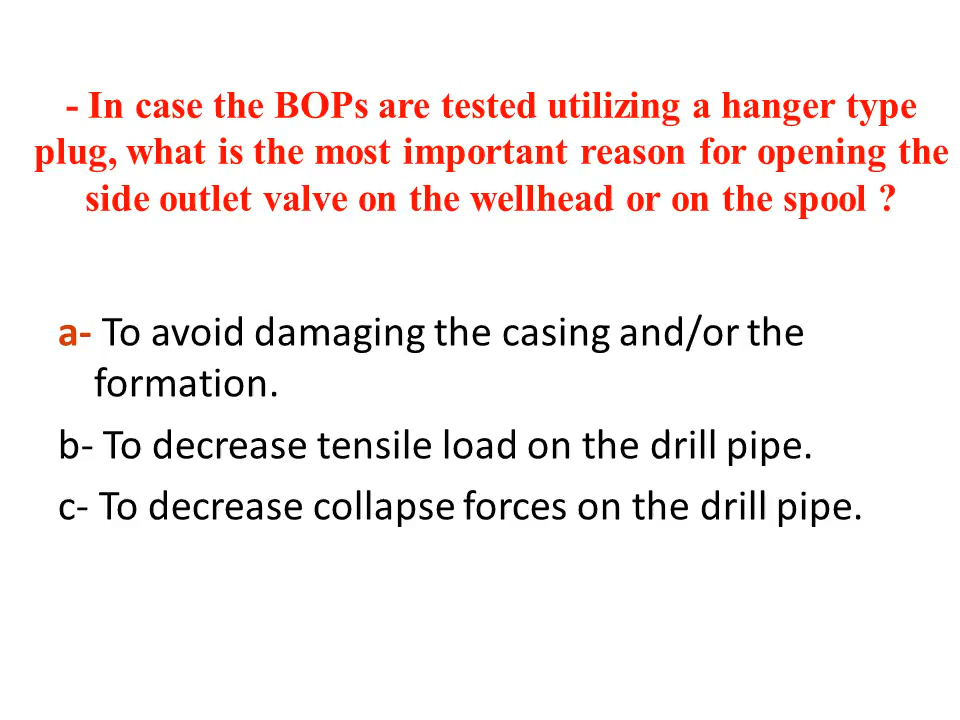 - In case the BOPs are tested utilizing a hanger type
plug, what is the most important reason for opening the
side outlet valve on the wellhead or on the spool ?
a- To avoid damaging the casing and/or the
formation.
b- To decrease tensile load on the drill pipe.
c- To decrease collapse forces on the drill pipe.